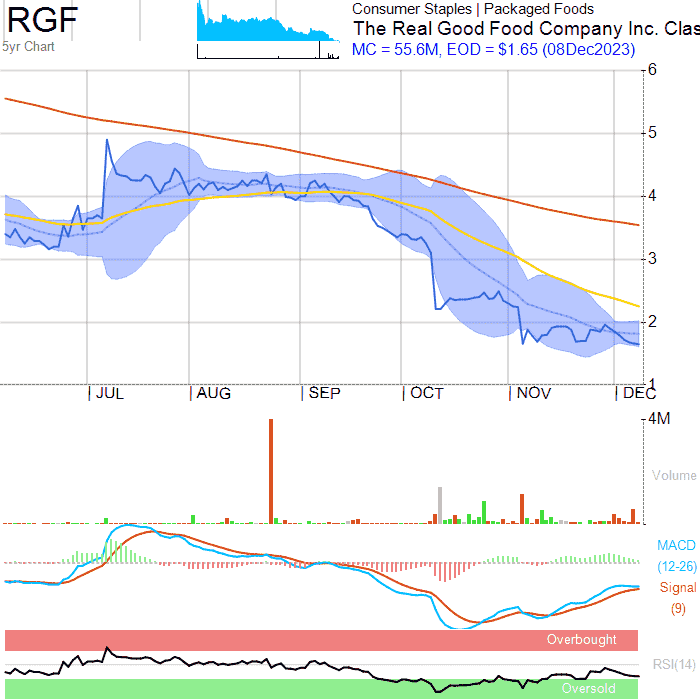 RGF
5yr Chart
Consumer Staples | Packaged Foods
The Real Good Food Company Inc. Clas
MC = 55.6M, EOD = $1.65 (08Dec2023)
6
5
4
3
2
1
JUL AUG SEP OCT NOV DEC
4M
Volume
MACD
(12-26)
Signal
(9)
Overbought
RSI(14)
Oversold